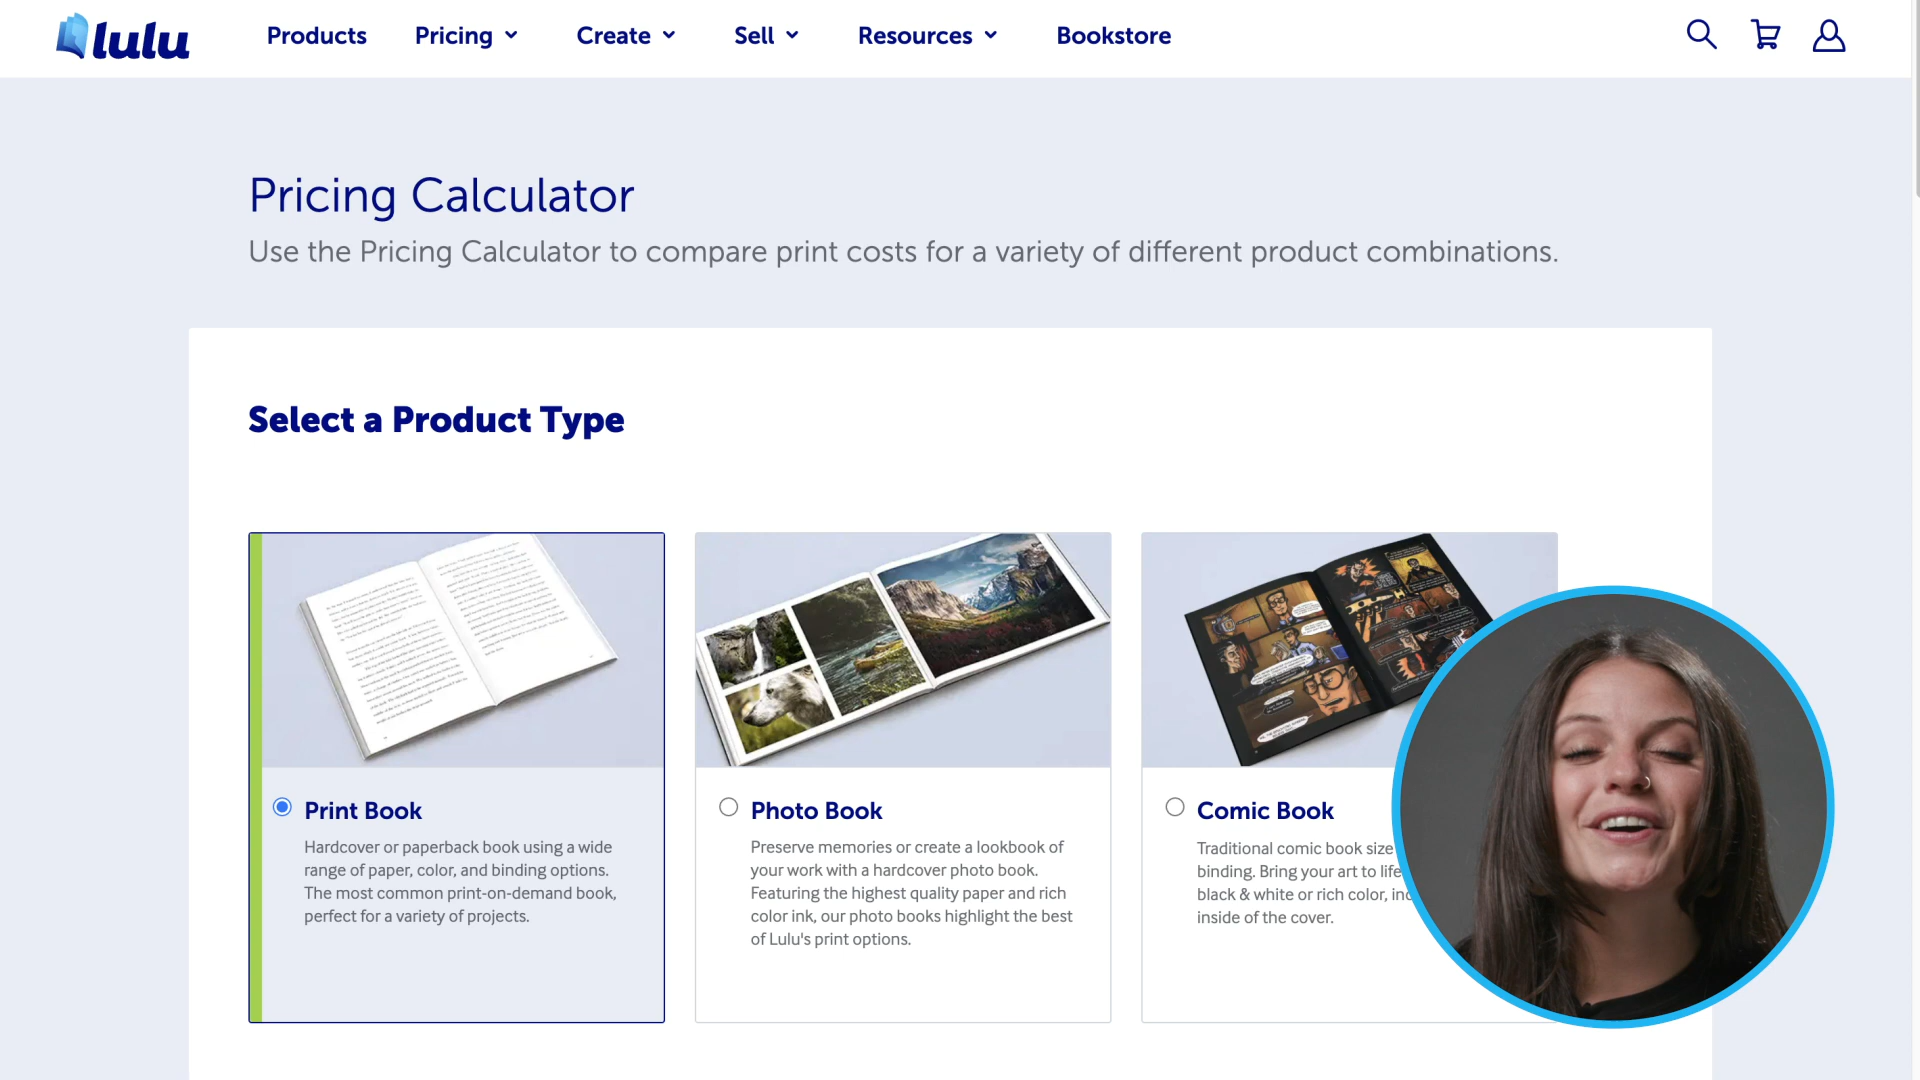 lulu
Products
Pricing
Create
Sell
Resources
Bookstore
Pricing Calculator
Use the Pricing Calculator to compare print costs for a variety of different product combinations.
Select a Product Type
Print Book
Hardcover or paperback book using a wide
range of paper, color, and binding options.
The most common print-on-demand book,
perfect for a variety of projects.
Photo Book
Preserve memories or create a lookbook of
your work with a hardcover photo book.
Featuring the highest quality paper and rich
color ink, our photo books highlight the best
of Lulu's print options.
Comic Book
Traditional comic book size
binding. Bring your art to life
black & white or rich color,
inside of the cover.